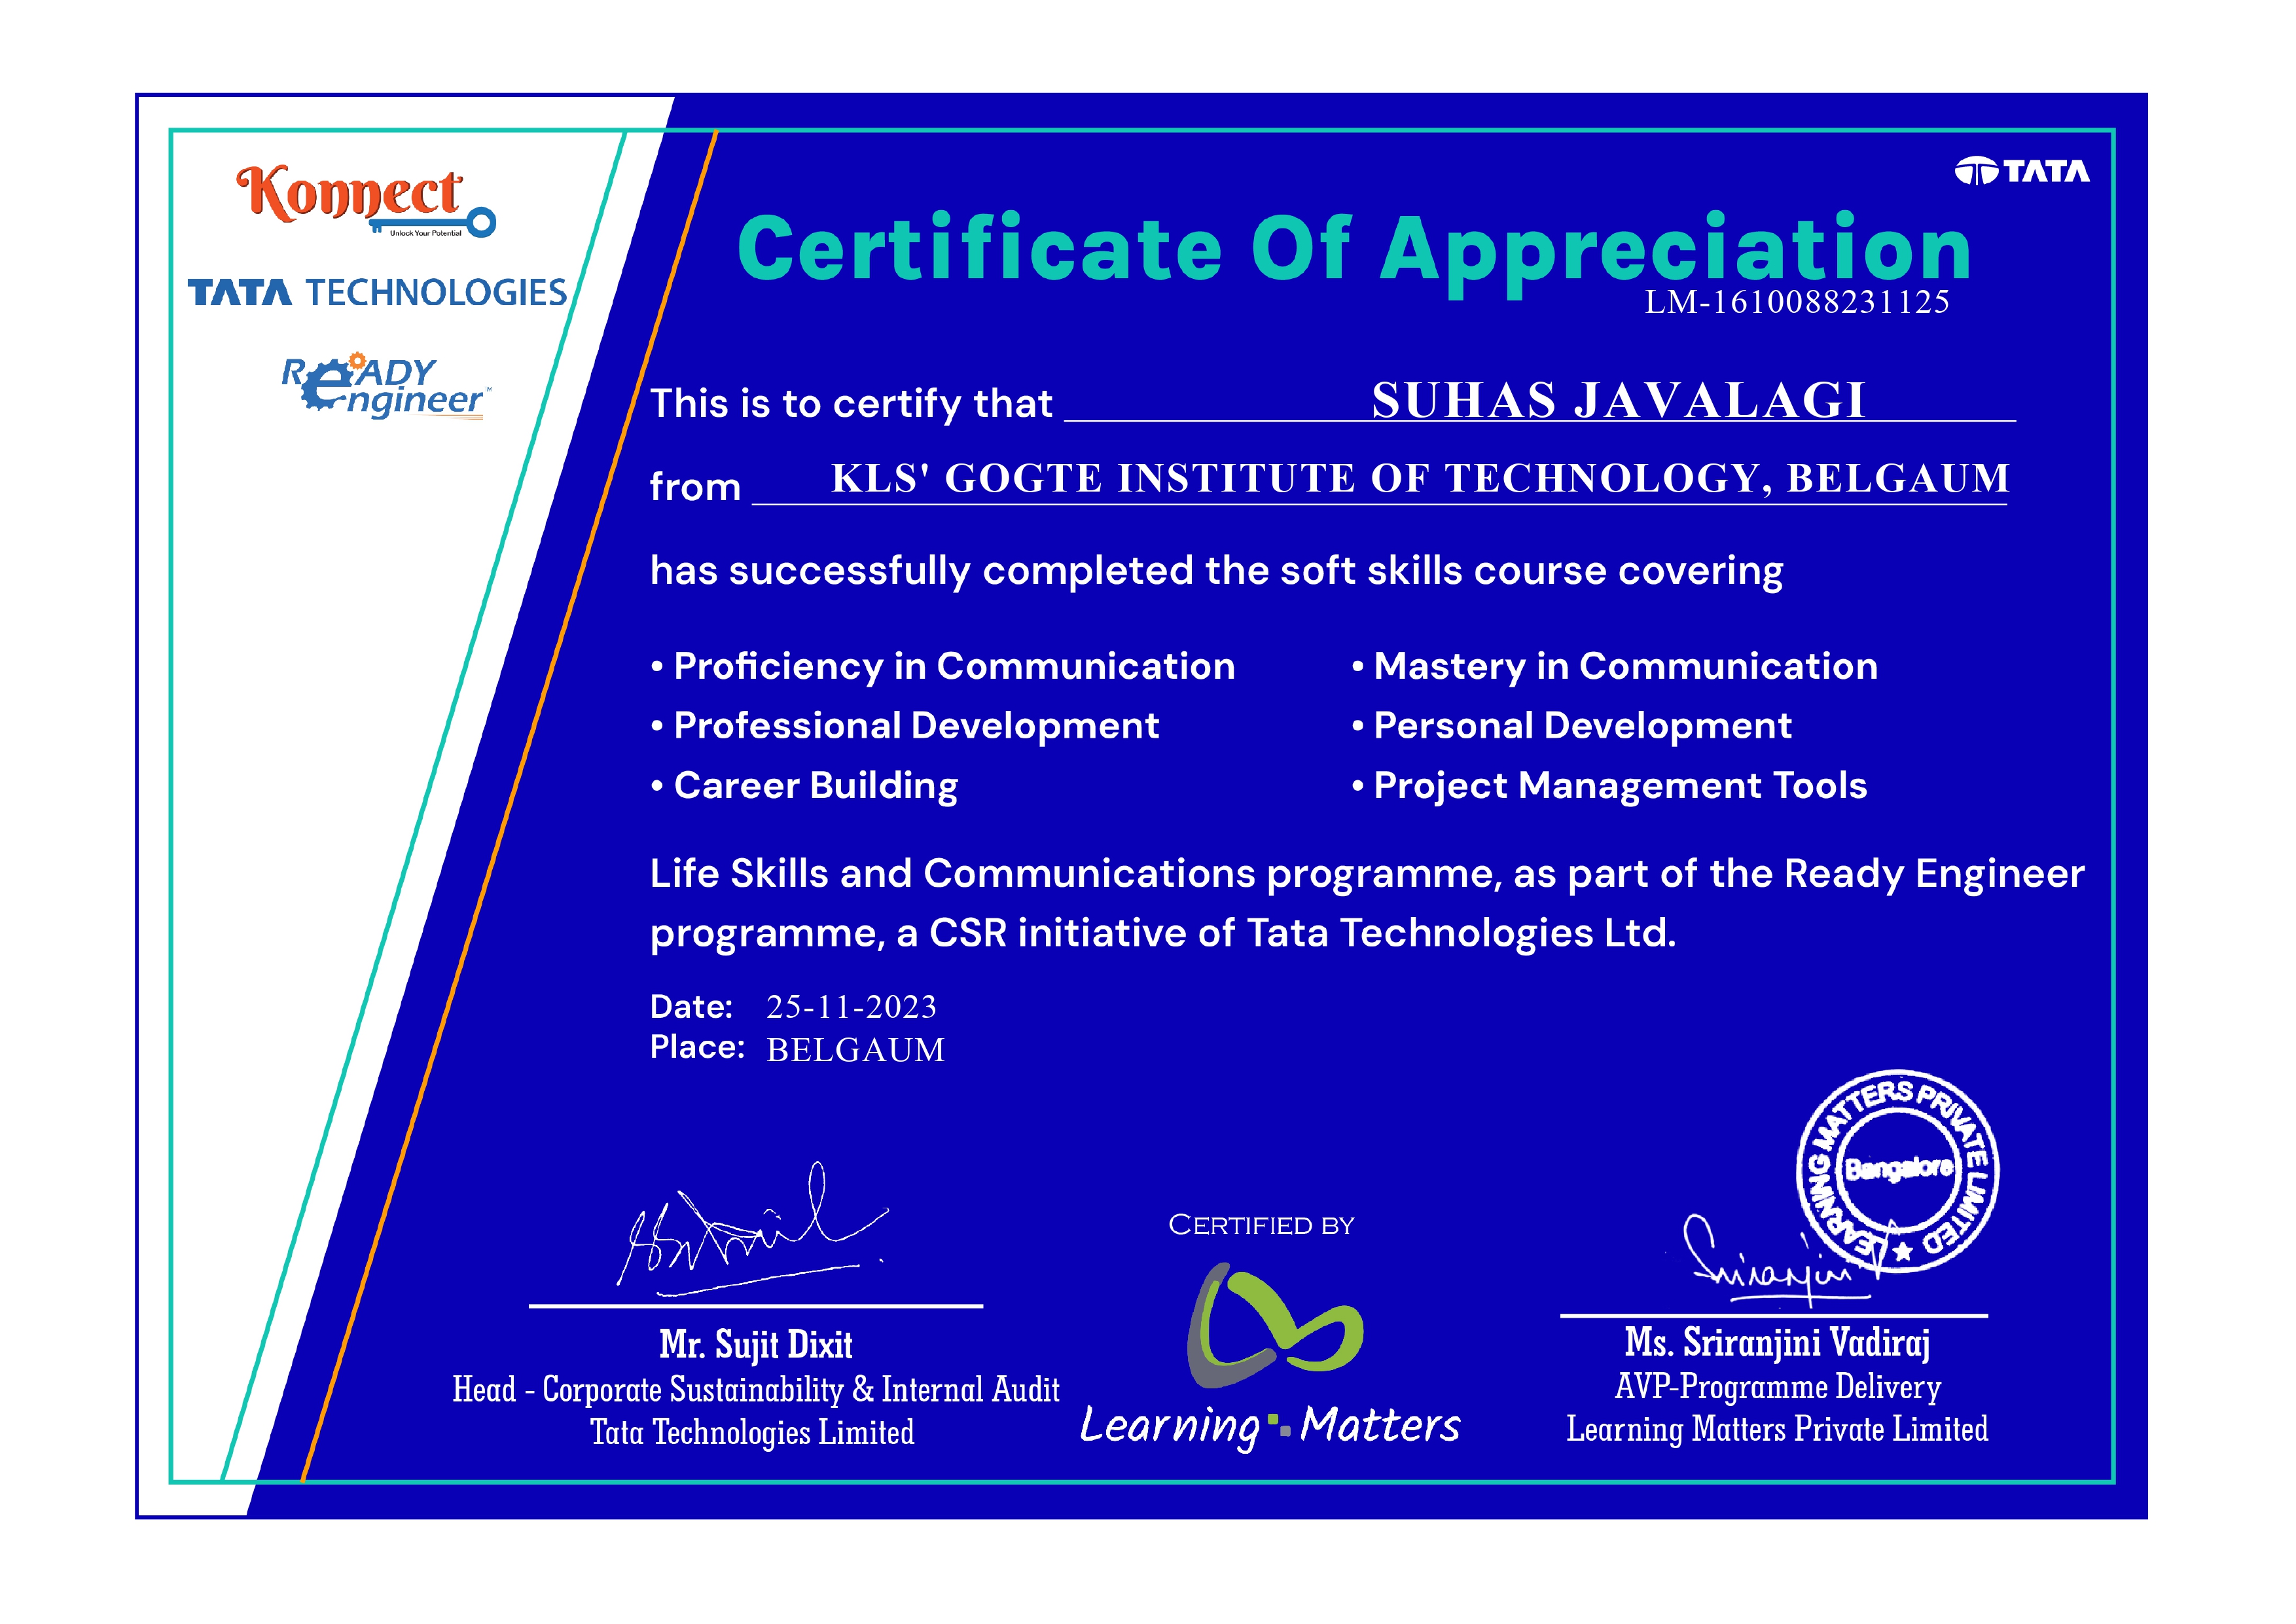 Konnect
Unlock Your Potential
TATA TECHNOLOGIES
ReADY
engineer
TATA
Certificate Of Appreciation
LM-1610088231125
This is to certify that SUHAS JAVALAGI
from KLS' GOGTE INSTITUTE OF TECHNOLOGY, BELGAUM
has successfully completed the soft skills course covering
• Proficiency in Communication
• Mastery in Communication
• Professional Development
• Personal Development
• Career Building
• Project Management Tools
Life Skills and Communications programme, as part of the Ready Engineer
programme, a CSR initiative of Tata Technologies Ltd.
Date: 25-11-2023
Place: BELGAUM
LEARNING MATTERS PRIVATE LIMITED
Bangalore
Sriranjini
CERTIFIED BY
Learning Matters
Mr. Sujit Dixit
Head - Corporate Sustainability & Internal Audit
Tata Technologies Limited
Ms. Sriranjini Vadiraj
AVP-Programme Delivery
Learning Matters Private Limited